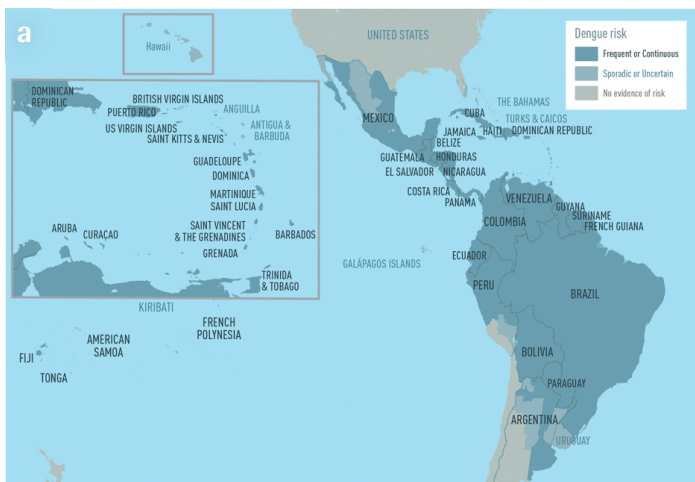 a
Hawaii
UNITED STATES
Dengue risk
Frequent or Continuous
Sporadic or Uncertain
No evidence of risk
DOMINICAN
REPUBLIC
BRITISH VIRGIN ISLANDS
PUERTO RICO
ANGUILLA
US VIRGIN ISLANDS
ANTIGUA &
BARBUDA
SAINT KITTS & NEVIS
GUADELOUPE
DOMINICA
MARTINIQUE
SAINT LUCIA
SAINT VINCENT
& THE GRENADINES
BARBADOS
ARUBA
CURAÇAO
GRENADA
TRINIDA
& TOBAGO
MEXICO
CUBA
THE BAHAMAS
TURKS & CAICOS
JAMAICA
HAITI
DOMINICAN REPUBLIC
BELIZE
GUATEMALA
HONDURAS
EL SALVADOR
NICARAGUA
COSTA RICA
PANAMA
VENEZUELA
GUYANA
SURINAME
FRENCH GUIANA
COLOMBIA
GALÁPAGOS ISLANDS
ECUADOR
PERU
BRAZIL
KIRIBATI
FRENCH
POLYNESIA
AMERICAN
SAMOA
FIJI
TONGA
BOLIVIA
PARAGUAY
ARGENTINA
URUGUAY